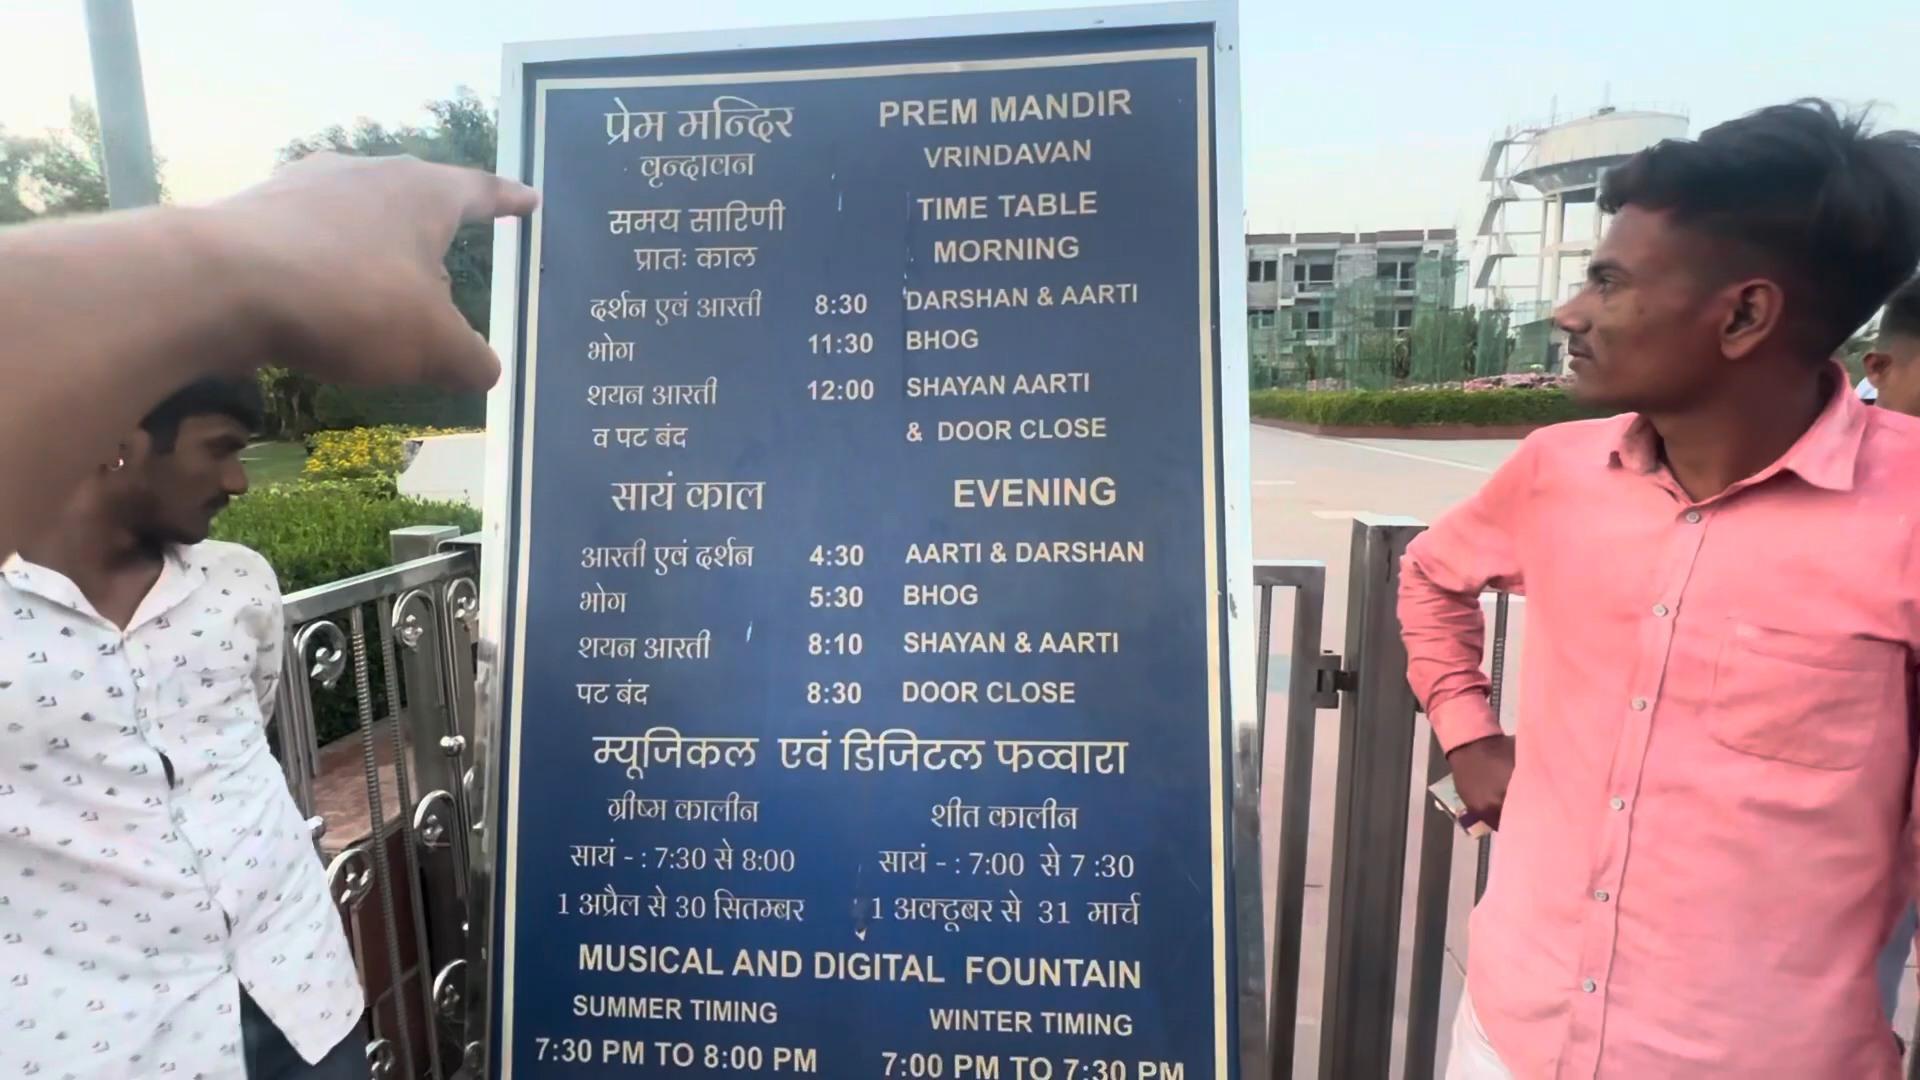 प्रेम मन्दिर PREM MANDIR
वृन्दावन VRINDAVAN
समय सारिणी TIME TABLE
प्रातः काल MORNING
दर्शन एवं आरती 8:30 DARSHAN & AARTI
भोग 11:30 BHOG
शयन आरती 12:00 SHAYAN AARTI
व पट बंद & DOOR CLOSE
सायं काल EVENING
आरती एवं दर्शन 4:30 AARTI & DARSHAN
भोग 5:30 BHOG
शयन आरती 8:10 SHAYAN & AARTI
पट बंद 8:30 DOOR CLOSE
म्यूजिकल एवं डिजिटल फव्वारा
ग्रीष्म कालीन शीत कालीन
सायं - : 7:30 से 8:00 सायं - : 7:00 से 7 :30
1 अप्रैल से 30 सितम्बर 1 अक्टूबर से 31 मार्च
MUSICAL AND DIGITAL FOUNTAIN
SUMMER TIMING WINTER TIMING
7:30 PM TO 8:00 PM 7:00 PM TO 7:30 PM